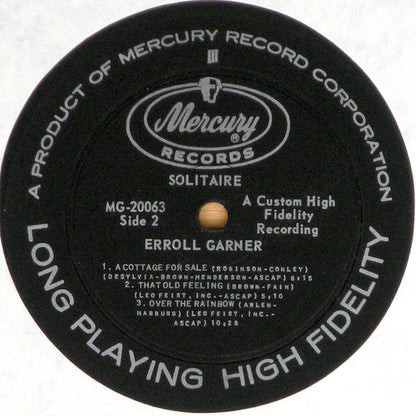 A PRODUCT OF MERCURY RECORD CORPORATION
Mercury
®
RECORDS
SOLITAIRE
MG-20063
Side 2
A Custom High
Fidelity
Recording
ERROLL GARNER
1. A COTTAGE FOR SALE (ROBINSON-CONLEY)
(DESYLVIA-BROWN-HENDERSON-ASCAP) 6:15
2. THAT OLD FEELING (BROWN-FAIN)
(LEO FEIST, INC.-ASCAP) 5:10
3. OVER THE RAINBOW (ARLEN-
HARBURG) (LEO FEIST, INC.-
ASCAP) 10:28
LONG PLAYING HIGH FIDELITY